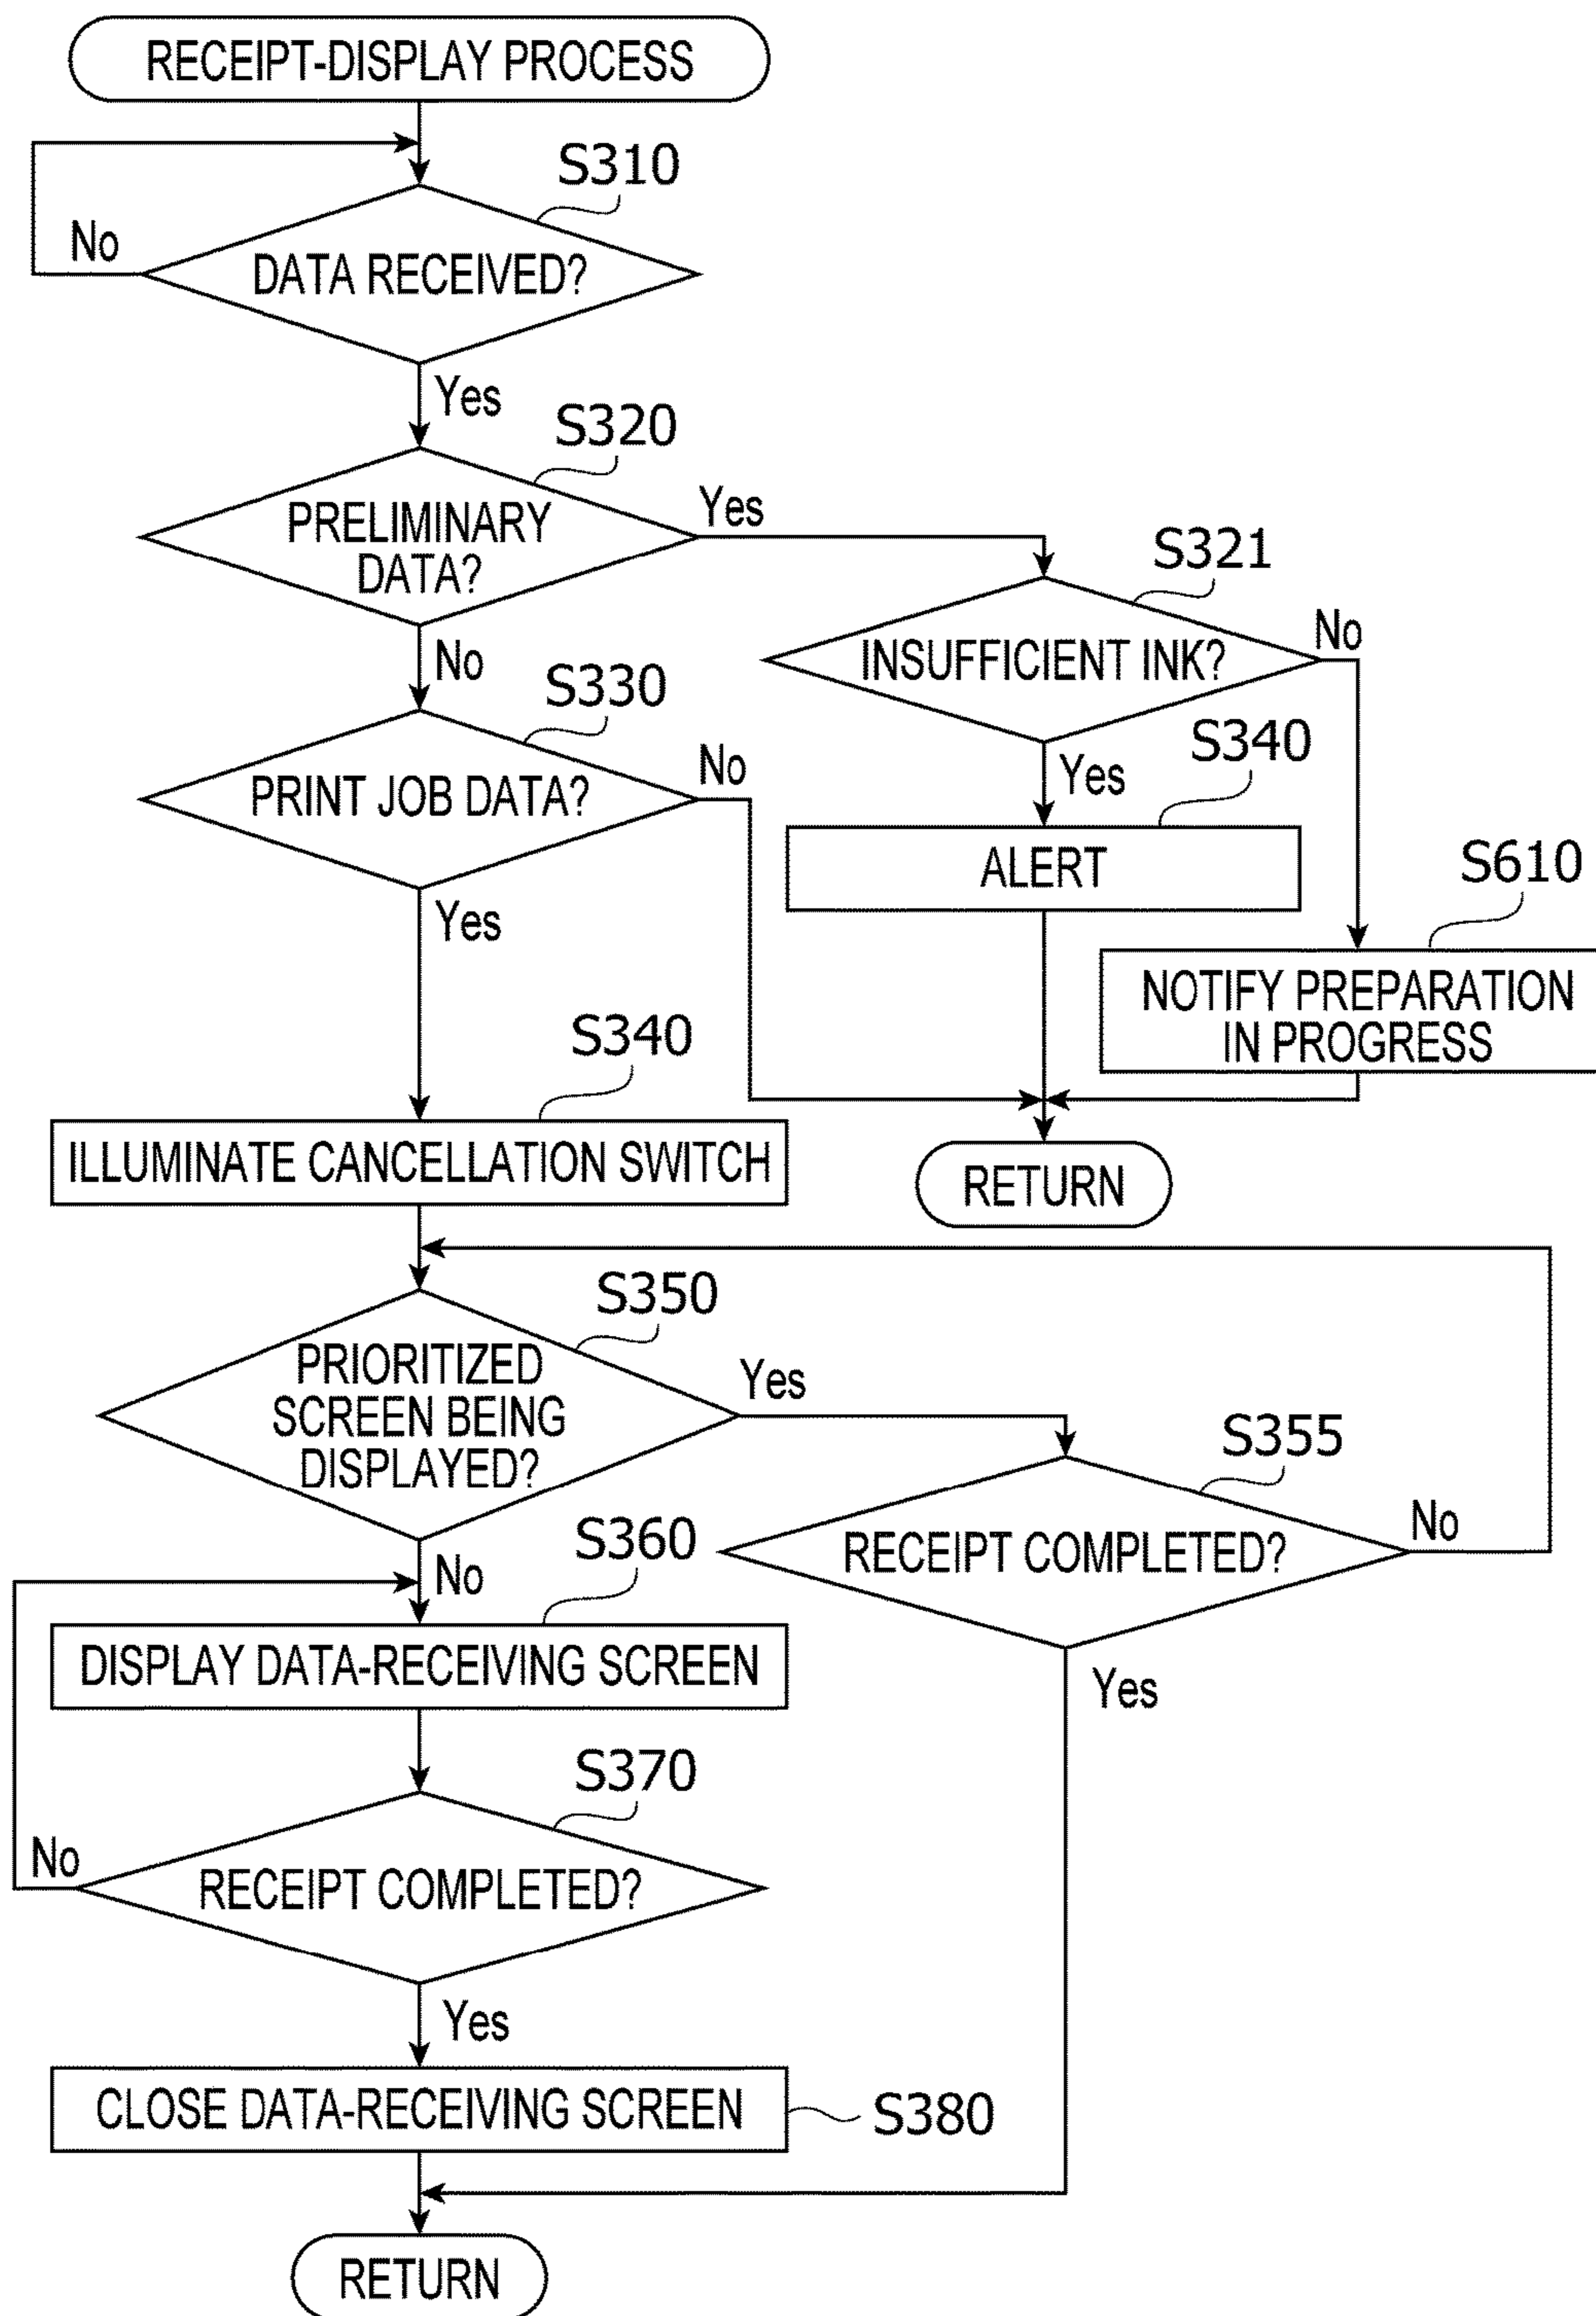 RECEIPT-DISPLAY PROCESS
S310
No
DATA RECEIVED?
Yes
S320
PRELIMINARY
DATA?
Yes
S321
INSUFFICIENT INK?
No
No
S330
PRINT JOB DATA?
No
Yes
S340
ALERT
S610
NOTIFY PREPARATION
IN PROGRESS
Yes
S340
ILLUMINATE CANCELLATION SWITCH
RETURN
S350
PRIORITIZED
SCREEN BEING
DISPLAYED?
Yes
S355
RECEIPT COMPLETED?
No
Yes
No
S360
DISPLAY DATA-RECEIVING SCREEN
S370
No
RECEIPT COMPLETED?
Yes
CLOSE DATA-RECEIVING SCREEN
S380
RETURN